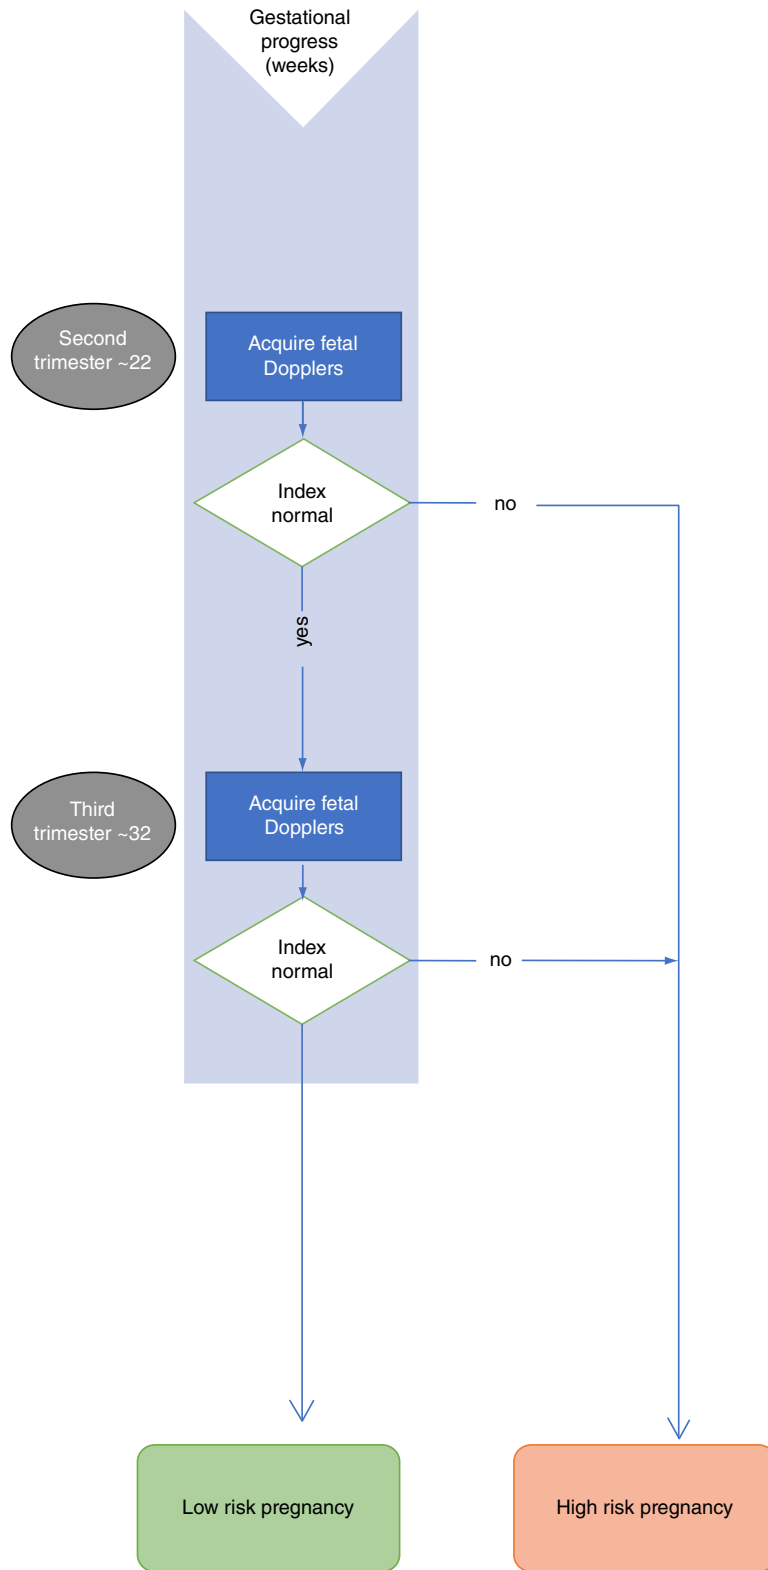 Gestational
progress
(weeks)
Second
trimester ~22
Acquire fetal
Dopplers
Index
normal
no
yes
Third
trimester ~32
Acquire fetal
Dopplers
Index
normal
no
Low risk pregnancy
High risk pregnancy